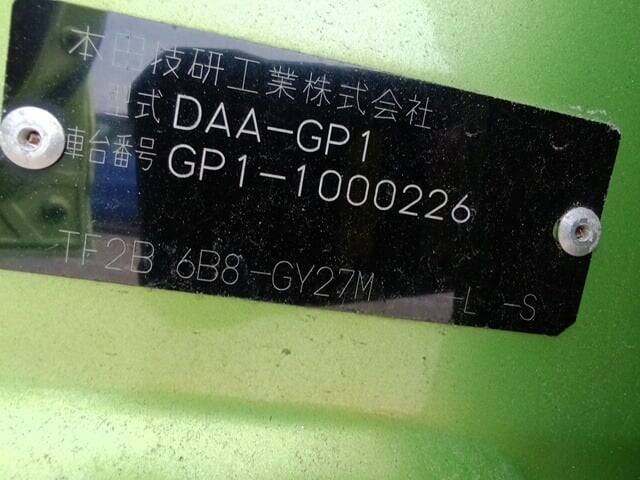 本田技研工業株式会社
型式 DAA-GP1
車台番号 GP1-1000226
TF2B 6B8-GY27M -L -S